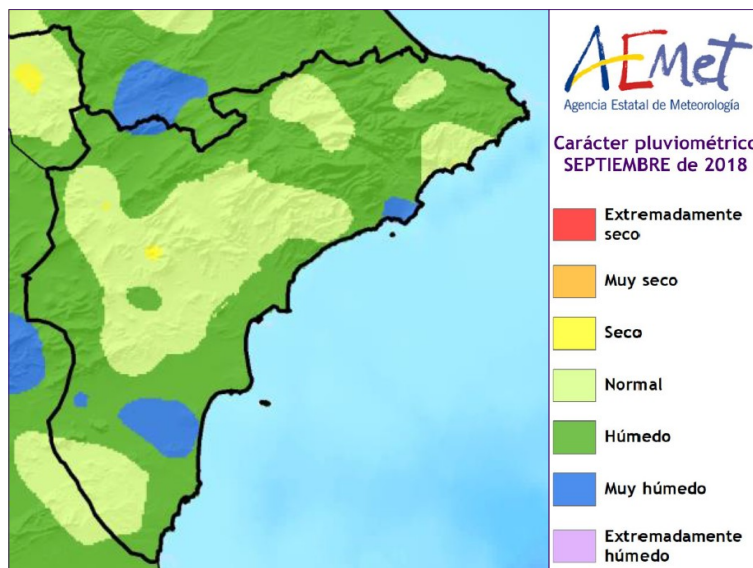 AEMet
Agencia Estatal de Meteorología
Carácter pluviométrico
SEPTIEMBRE de 2018
Extremadamente
seco
Muy seco
Seco
Normal
Húmedo
Muy húmedo
Extremadamente
húmedo